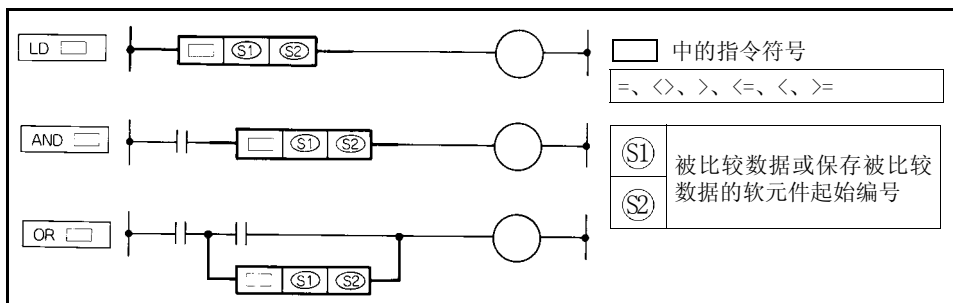 LD
S1 S2
AND
S1 S2
OR
S1 S2
中的指令符号
=、<>、>、<=、<、>=
S1
S2
被比较数据或保存被比较
数据的软元件起始编号